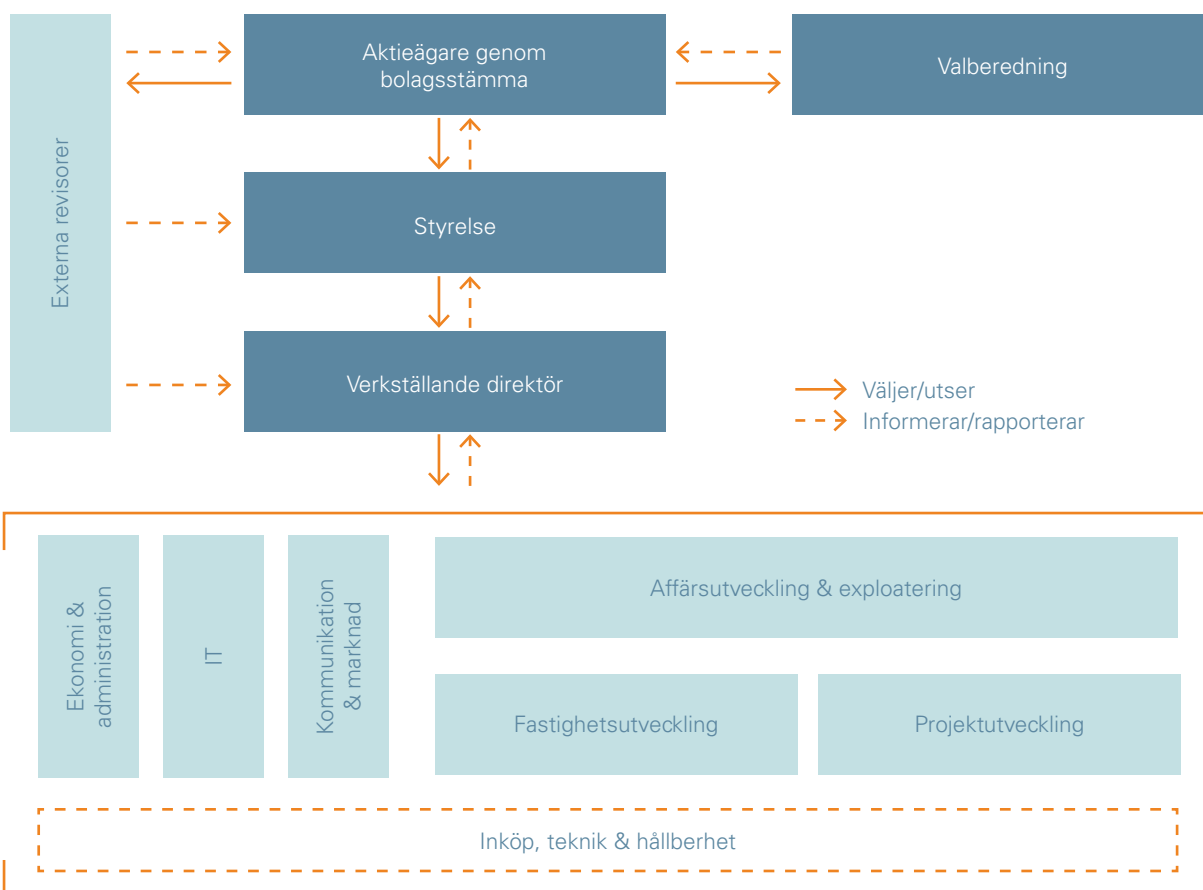 Externa revisorer
Aktieägare genom
bolagsstämma
Valberedning
Styrelse
Verkställande direktör
Väljer/utser
Informerar/rapporterar
Ekonomi &
administration
IT
Kommunikation
& marknad
Affärsutveckling & exploatering
Fastighetsutveckling
Projektutveckling
Inköp, teknik & hållberhet